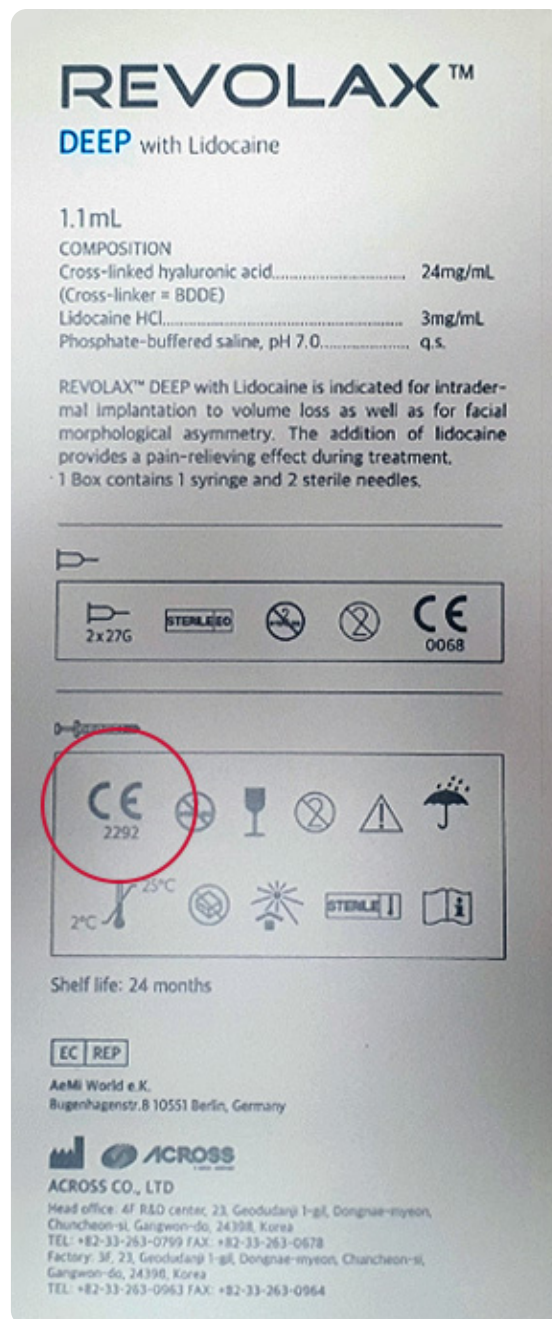 REVOLAX™
DEEP with Lidocaine
1.1mL
COMPOSITION
Cross-linked hyaluronic acid................................ 24mg/mL
(Cross-linker = BDDE)
Lidocaine HCl............................................................ 3mg/mL
Phosphate-buffered saline, pH 7.0...................... q.s.
REVOLAX™ DEEP with Lidocaine is indicated for intrader-
mal implantation to volume loss as well as for facial
morphological asymmetry. The addition of lidocaine
provides a pain-relieving effect during treatment.
1 Box contains 1 syringe and 2 sterile needles.
2x27G
STERILE EO
2
CE
0068
CE
2292
2
25°C
2°C
STERILE
i
Shelf life: 24 months
EC REP
AeMi World e.K.
Bugenhagenstr.8 10551 Berlin, Germany
ACROSS
ACROSS CO., LTD
Head office: 4F R&D center, 23, Geodudanji 1-gil, Dongnae-myeon,
Chuncheon-si, Gangwon-do, 24398, Korea
TEL: +82-33-263-0799 FAX: +82-33-263-0678
Factory: 3F, 23, Geodudanji 1-gil, Dongnae-myeon, Chuncheon-si,
Gangwon-do, 24398, Korea
TEL: +82-33-263-0963 FAX: +82-33-263-0964